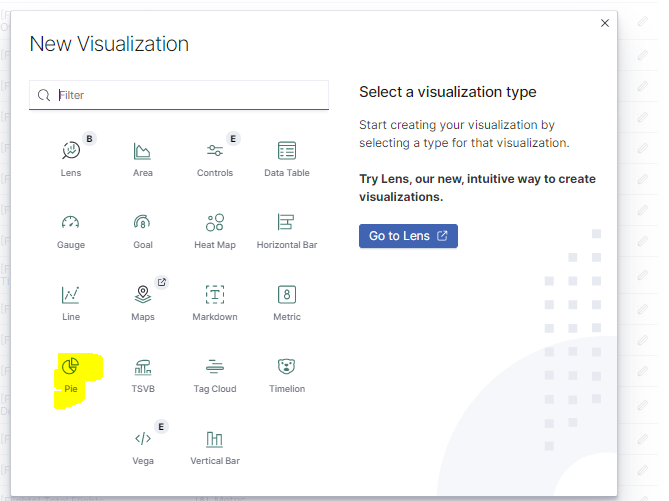 New Visualization
Filter
Select a visualization type
Start creating your visualization by
selecting a type for that visualization.
Try Lens, our new, intuitive way to create
visualizations.
Go to Lens
B
Lens
Area
E
Controls
Data Table
Gauge
Goal
8
Heat Map
Horizontal Bar
Line
Maps
T
Markdown
8
Metric
Pie
TSVB
Tag Cloud
Timelion
E
Vega
Vertical Bar